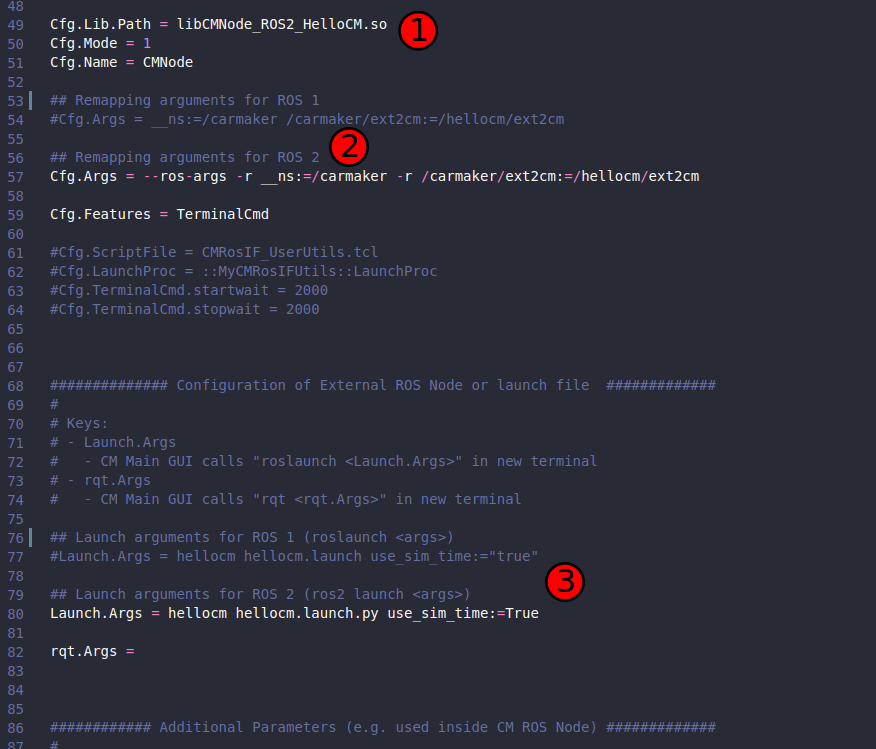 48
49 Cfg.Lib.Path = libCMNode_ROS2_HelloCM.so 1
50 Cfg.Mode = 1
51 Cfg.Name = CMNode
52
53 ## Remapping arguments for ROS 1
54 #Cfg.Args = __ns:=/carmaker /carmaker/ext2cm:=/hellocm/ext2cm
55
56 ## Remapping arguments for ROS 2 2
57 Cfg.Args = --ros-args -r __ns:=/carmaker -r /carmaker/ext2cm:=/hellocm/ext2cm
58
59 Cfg.Features = TerminalCmd
60
61 #Cfg.ScriptFile = CMRosIF_UserUtils.tcl
62 #Cfg.LaunchProc = ::MyCMRosIFUtils::LaunchProc
63 #Cfg.TerminalCmd.startwait = 2000
64 #Cfg.TerminalCmd.stopwait = 2000
65
66
67
68 ############## Configuration of External ROS Node or launch file  #############
69 #
70 # Keys:
71 # - Launch.Args
72 #   - CM Main GUI calls "roslaunch <Launch.Args>" in new terminal
73 # - rqt.Args
74 #   - CM Main GUI calls "rqt <rqt.Args>" in new terminal
75
76 ## Launch arguments for ROS 1 (roslaunch <args>)
77 #Launch.Args = hellocm hellocm.launch use_sim_time:="true"
78
3
79 ## Launch arguments for ROS 2 (ros2 launch <args>)
80 Launch.Args = hellocm hellocm.launch.py use_sim_time:=True
81
82 rqt.Args =
83
84
85
86 ############ Additional Parameters (e.g. used inside CM ROS Node) #############
87 #